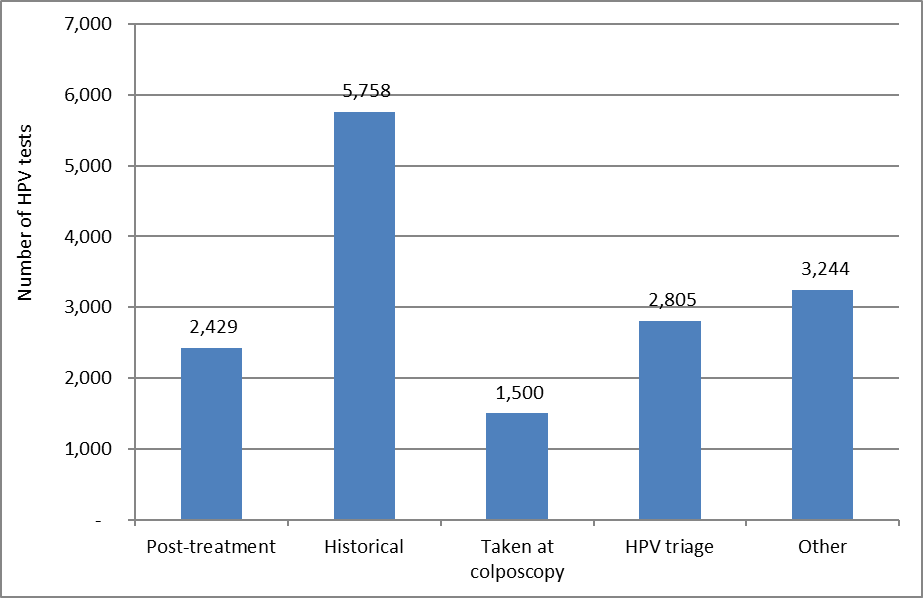 7,000
6,000
5,000
4,000
3,000
2,000
1,000
-
Number of HPV tests
2,429
5,758
1,500
2,805
3,244
Post-treatment
Historical
Taken at
colposcopy
HPV triage
Other